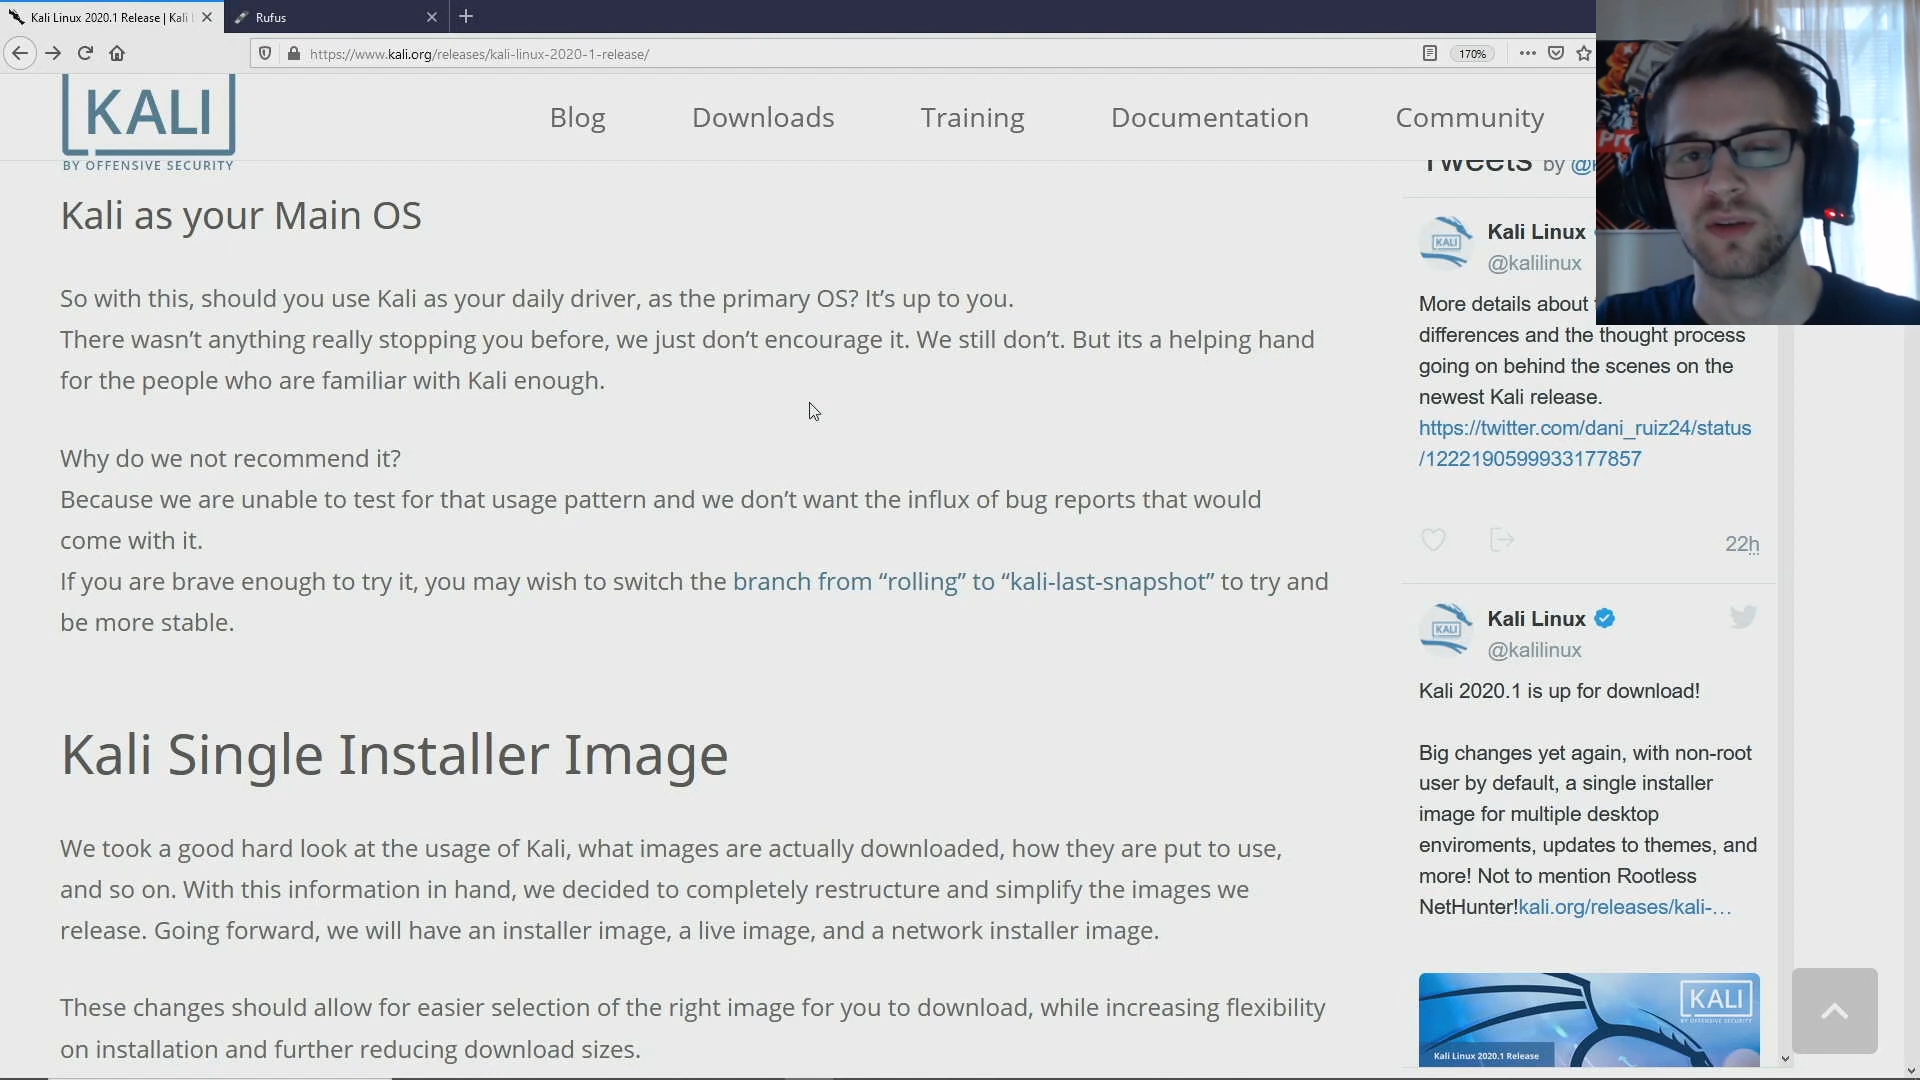 Kali Linux 2020.1 Release | Kali
Rufus
https://www.kali.org/releases/kali-linux-2020-1-release/
170%
KALI
BY OFFENSIVE SECURITY
Blog
Downloads
Training
Documentation
Community
Kali as your Main OS
So with this, should you use Kali as your daily driver, as the primary OS? It’s up to you.
There wasn’t anything really stopping you before, we just don’t encourage it. We still don’t. But its a helping hand
for the people who are familiar with Kali enough.
Why do we not recommend it?
Because we are unable to test for that usage pattern and we don’t want the influx of bug reports that would
come with it.
If you are brave enough to try it, you may wish to switch the branch from “rolling” to “kali-last-snapshot” to try and
be more stable.
Kali Single Installer Image
We took a good hard look at the usage of Kali, what images are actually downloaded, how they are put to use,
and so on. With this information in hand, we decided to completely restructure and simplify the images we
release. Going forward, we will have an installer image, a live image, and a network installer image.
These changes should allow for easier selection of the right image for you to download, while increasing flexibility
on installation and further reducing download sizes.
Tweets by
KALI
Kali Linux
@kalilinux
More details about
differences and the thought process
going on behind the scenes on the
newest Kali release.
https://twitter.com/dani_ruiz24/status
/1222190599933177857
22h
KALI
Kali Linux
@kalilinux
Kali 2020.1 is up for download!
Big changes yet again, with non-root
user by default, a single installer
image for multiple desktop
enviroments, updates to themes, and
more! Not to mention Rootless
NetHunter!kali.org/releases/kali-…
KALI
BY OFFENSIVE SECURITY
Kali Linux 2020.1 Release